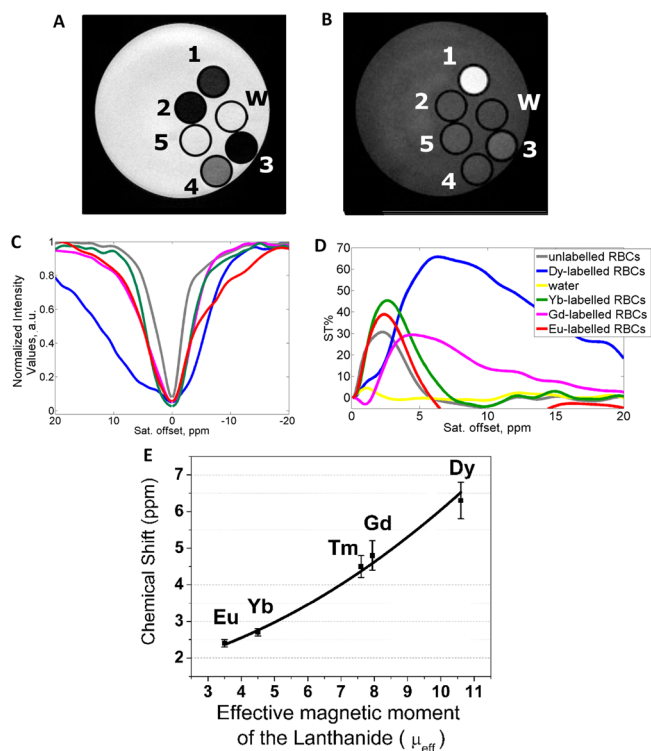 A
1
2
W
5
3
4
B
1
2
W
5
3
4
C
1
0.8
0.6
0.4
0.2
0
20
10
0
-10
-20
Normalized Intensity
Values, a.u.
Sat. offset, ppm
D
70
60
50
40
30
20
10
0
0
5
10
15
20
ST%
Sat. offset, ppm
unlabelled RBCs
Dy-labelled RBCs
water
Yb-labelled RBCs
Gd-labelled RBCs
Eu-labelled RBCs
E
7
6
5
4
3
2
Chemical Shift (ppm)
Eu
Yb
Tm
Gd
Dy
3 4 5 6 7 8 9 10 11
Effective magnetic moment
of the Lanthanide ( μeff )